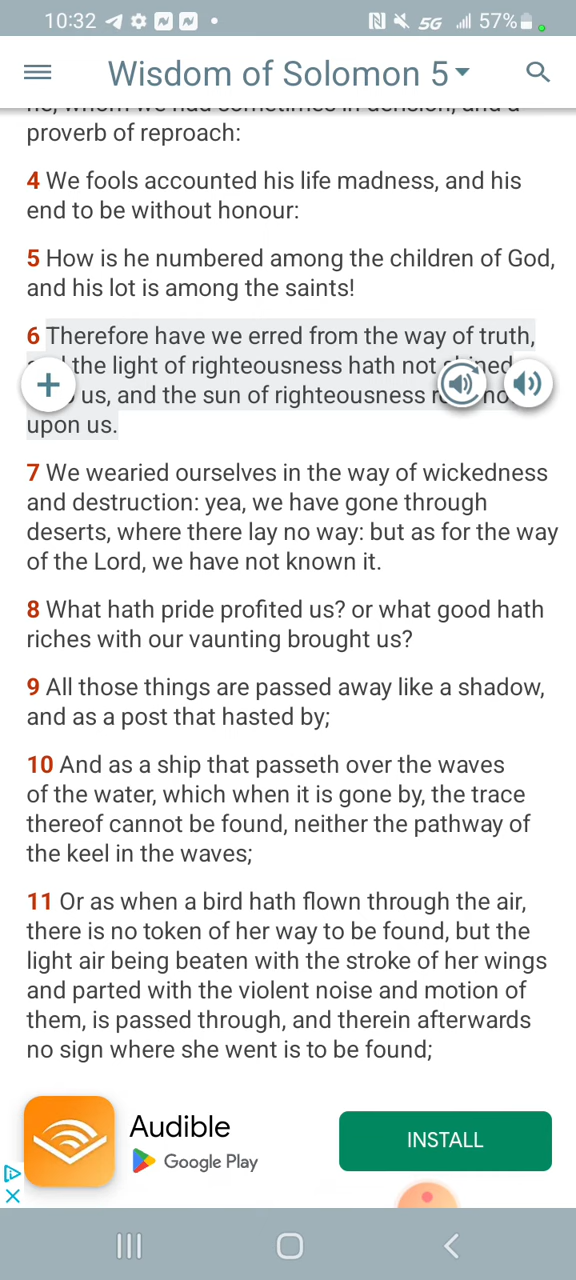 10:32 5G 57%
Wisdom of Solomon 5
proverb of reproach:
4 We fools accounted his life madness, and his
end to be without honour:
5 How is he numbered among the children of God,
and his lot is among the saints!
6 Therefore have we erred from the way of truth,
the light of righteousness hath not
us, and the sun of righteousness
upon us.
7 We wearied ourselves in the way of wickedness
and destruction: yea, we have gone through
deserts, where there lay no way: but as for the way
of the Lord, we have not known it.
8 What hath pride profited us? or what good hath
riches with our vaunting brought us?
9 All those things are passed away like a shadow,
and as a post that hasted by;
10 And as a ship that passeth over the waves
of the water, which when it is gone by, the trace
thereof cannot be found, neither the pathway of
the keel in the waves;
11 Or as when a bird hath flown through the air,
there is no token of her way to be found, but the
light air being beaten with the stroke of her wings
and parted with the violent noise and motion of
them, is passed through, and therein afterwards
no sign where she went is to be found;
Audible
Google Play
INSTALL